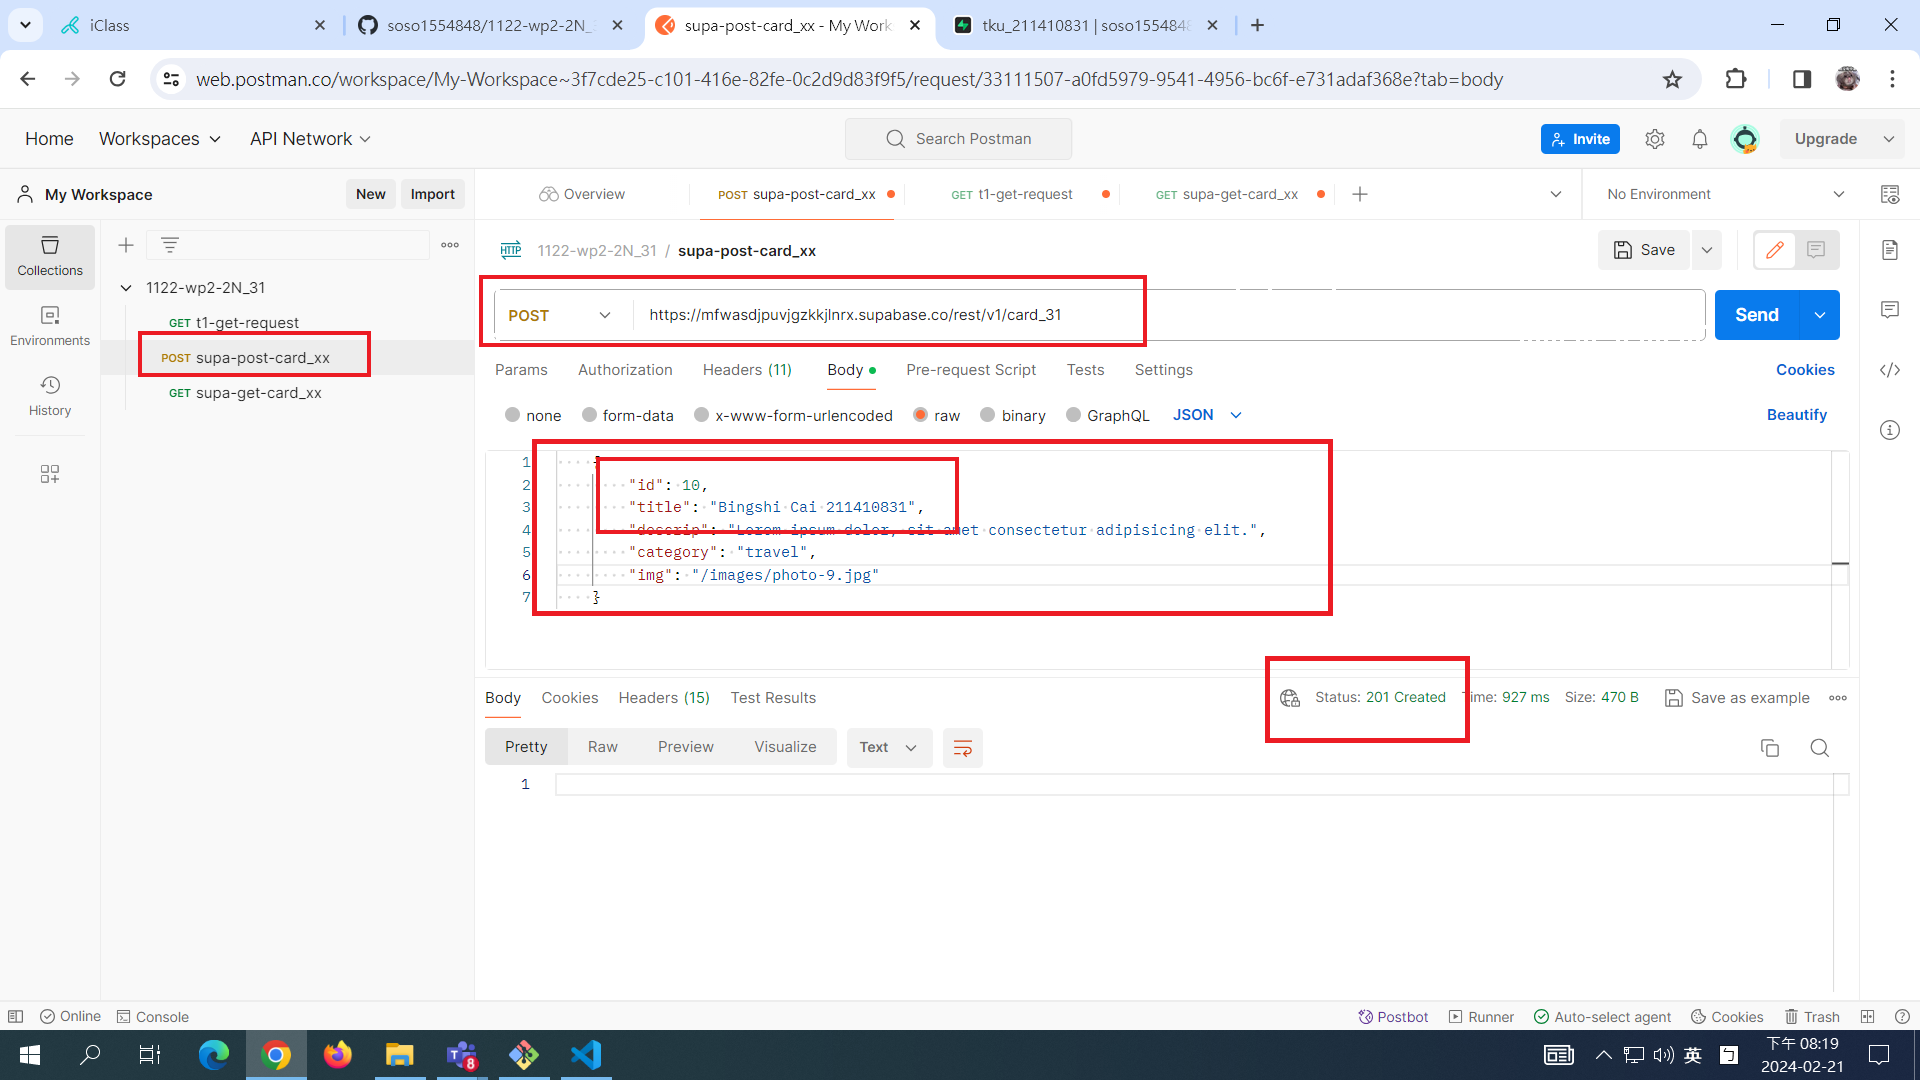 iClass
soso1554848/1122-wp2-2N_
supa-post-card_xx - My Work
tku_211410831 | soso1554848
web.postman.co/workspace/My-Workspace~3f7cde25-c101-416e-82fe-0c2d9d83f9f5/request/33111507-a0fd5979-9541-4956-bc6f-e731adaf368e?tab=body
Home Workspaces API Network Search Postman Invite Upgrade
My Workspace New Import
Overview POST supa-post-card_xx GET t1-get-request GET supa-get-card_xx No Environment
Collections
Environments
History
1122-wp2-2N_31
GET t1-get-request
POST supa-post-card_xx
GET supa-get-card_xx
HTTP 1122-wp2-2N_31 / supa-post-card_xx Save
POST https://mfwasdjpuvjgzkkjlnrx.supabase.co/rest/v1/card_31 Send
Params Authorization Headers (11) Body Pre-request Script Tests Settings Cookies
none form-data x-www-form-urlencoded raw binary GraphQL JSON Beautify
1
2 "id": 10,
3 "title": "Bingshi Cai 211410831",
4 "descrip": "Lorem ipsum dolor, sit amet consectetur adipisicing elit.",
5 "category": "travel",
6 "img": "/images/photo-9.jpg"
7 }
Body Cookies Headers (15) Test Results Status: 201 Created Time: 927 ms Size: 470 B Save as example
Pretty Raw Preview Visualize Text
1
Online Console Postbot Runner Auto-select agent Cookies Trash
8
英
下午 08:19
2024-02-21